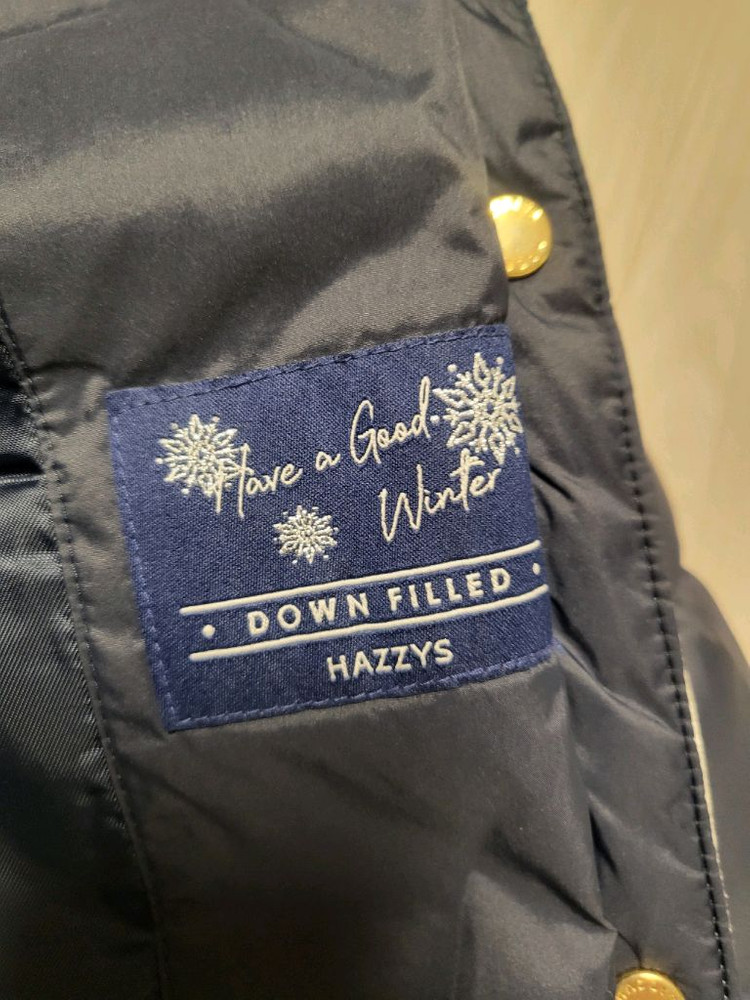 Have a Good
Winter
• DOWN FILLED •
HAZZYS